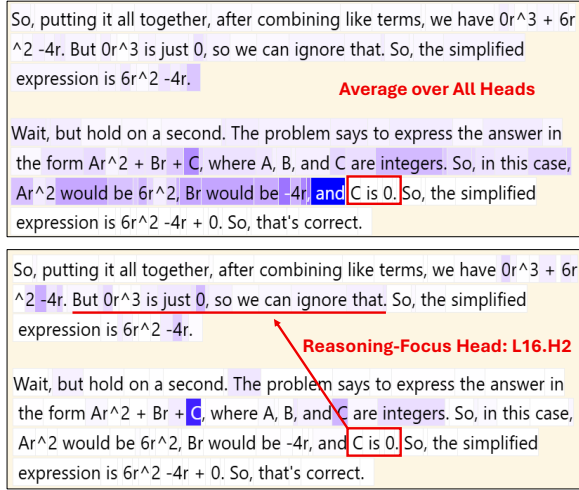 So, putting it all together, after combining like terms, we have 0r^3 + 6r
^2 -4r. But 0r^3 is just 0, so we can ignore that. So, the simplified
expression is 6r^2 -4r.
Average over All Heads
Wait, but hold on a second. The problem says to express the answer in
the form Ar^2 + Br + C, where A, B, and C are integers. So, in this case,
Ar^2 would be 6r^2, Br would be -4r, and C is 0. So, the simplified
expression is 6r^2 -4r + 0. So, that's correct.
So, putting it all together, after combining like terms, we have 0r^3 + 6r
^2 -4r. But 0r^3 is just 0, so we can ignore that. So, the simplified
expression is 6r^2 -4r.
Reasoning-Focus Head: L16.H2
Wait, but hold on a second. The problem says to express the answer in
the form Ar^2 + Br + C, where A, B, and C are integers. So, in this case,
Ar^2 would be 6r^2, Br would be -4r, and C is 0. So, the simplified
expression is 6r^2 -4r + 0. So, that's correct.